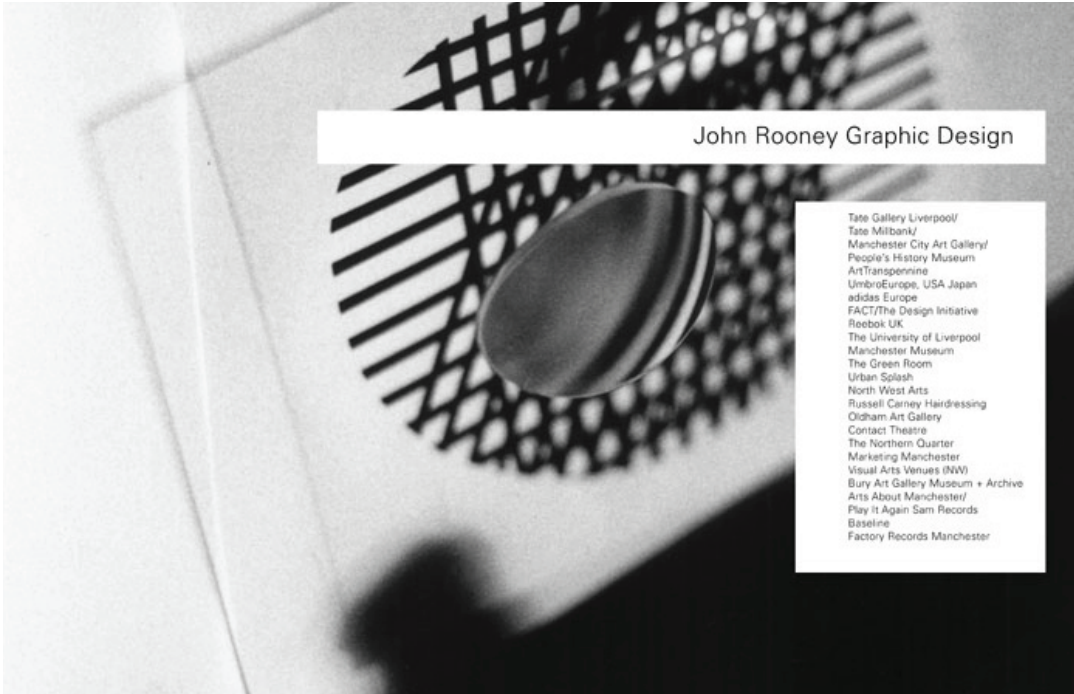 John Rooney Graphic Design
Tate Gallery Liverpool/
Tate Millbank/
Manchester City Art Gallery/
People's History Museum
ArtTranspennine
UmbroEurope, USA Japan
adidas Europe
FACT/The Design Initiative
Reebok UK
The University of Liverpool
Manchester Museum
The Green Room
Urban Splash
North West Arts
Russell Carney Hairdressing
Oldham Art Gallery
Contact Theatre
The Northern Quarter
Marketing Manchester
Visual Arts Venues (NW)
Bury Art Gallery Museum + Archive
Arts About Manchester/
Play It Again Sam Records
Baseline
Factory Records Manchester